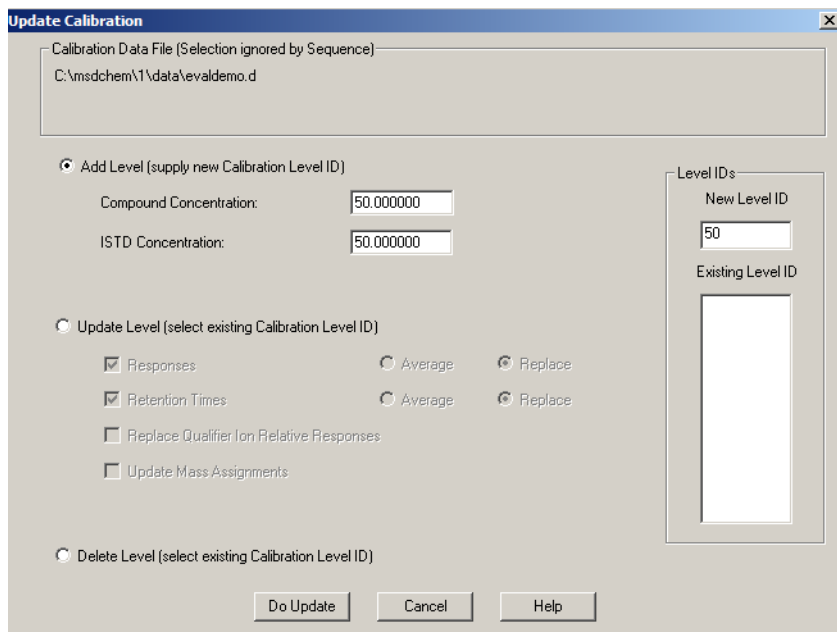 Update Calibration
Calibration Data File (Selection ignored by Sequence)
C:\msdchem\1\data\evaldemo.d
Add Level (supply new Calibration Level ID)
Compound Concentration: 50.000000
ISTD Concentration: 50.000000
Level IDs
New Level ID
50
Existing Level ID
Update Level (select existing Calibration Level ID)
Responses Average Replace
Retention Times Average Replace
Replace Qualifier Ion Relative Responses
Update Mass Assignments
Delete Level (select existing Calibration Level ID)
Do Update Cancel Help